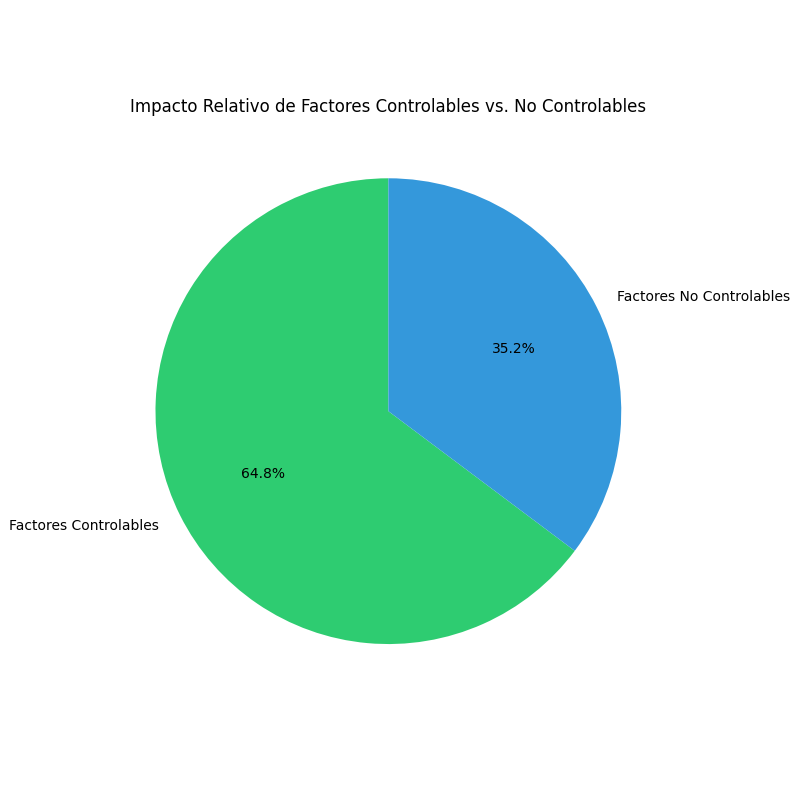 Impacto Relativo de Factores Controlables vs. No Controlables
Factores No Controlables
35.2%
64.8%
Factores Controlables